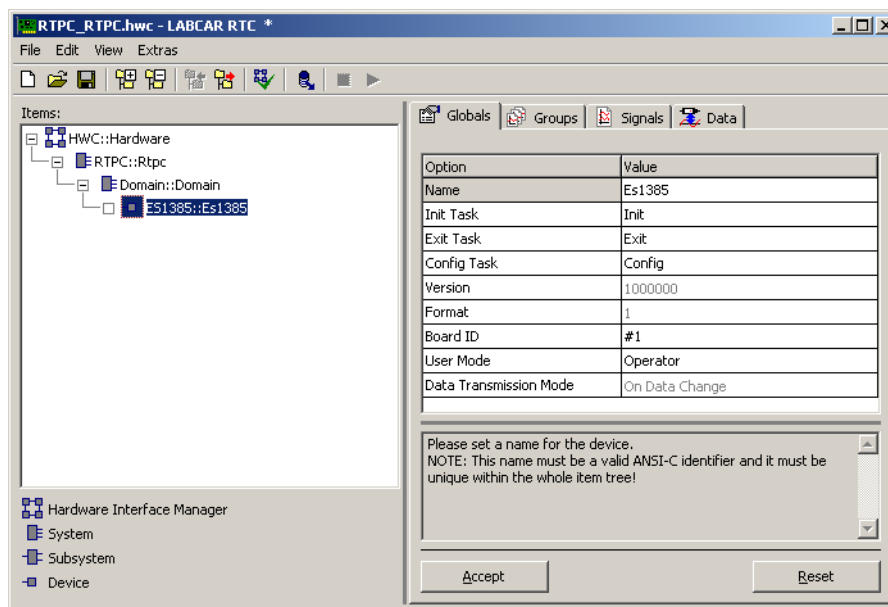 RTPC_RTPC.hwc - LABCAR RTC *
File Edit View Extras
Items:
HWC::Hardware
RTPC::Rtpc
Domain::Domain
ES1385::Es1385
Hardware Interface Manager
System
Subsystem
Device
Globals Groups Signals Data
Option Value
Name Es1385
Init Task Init
Exit Task Exit
Config Task Config
Version 1000000
Format 1
Board ID #1
User Mode Operator
Data Transmission Mode On Data Change
Please set a name for the device.
NOTE: This name must be a valid ANSI-C identifier and it must be
unique within the whole item tree!
Accept Reset